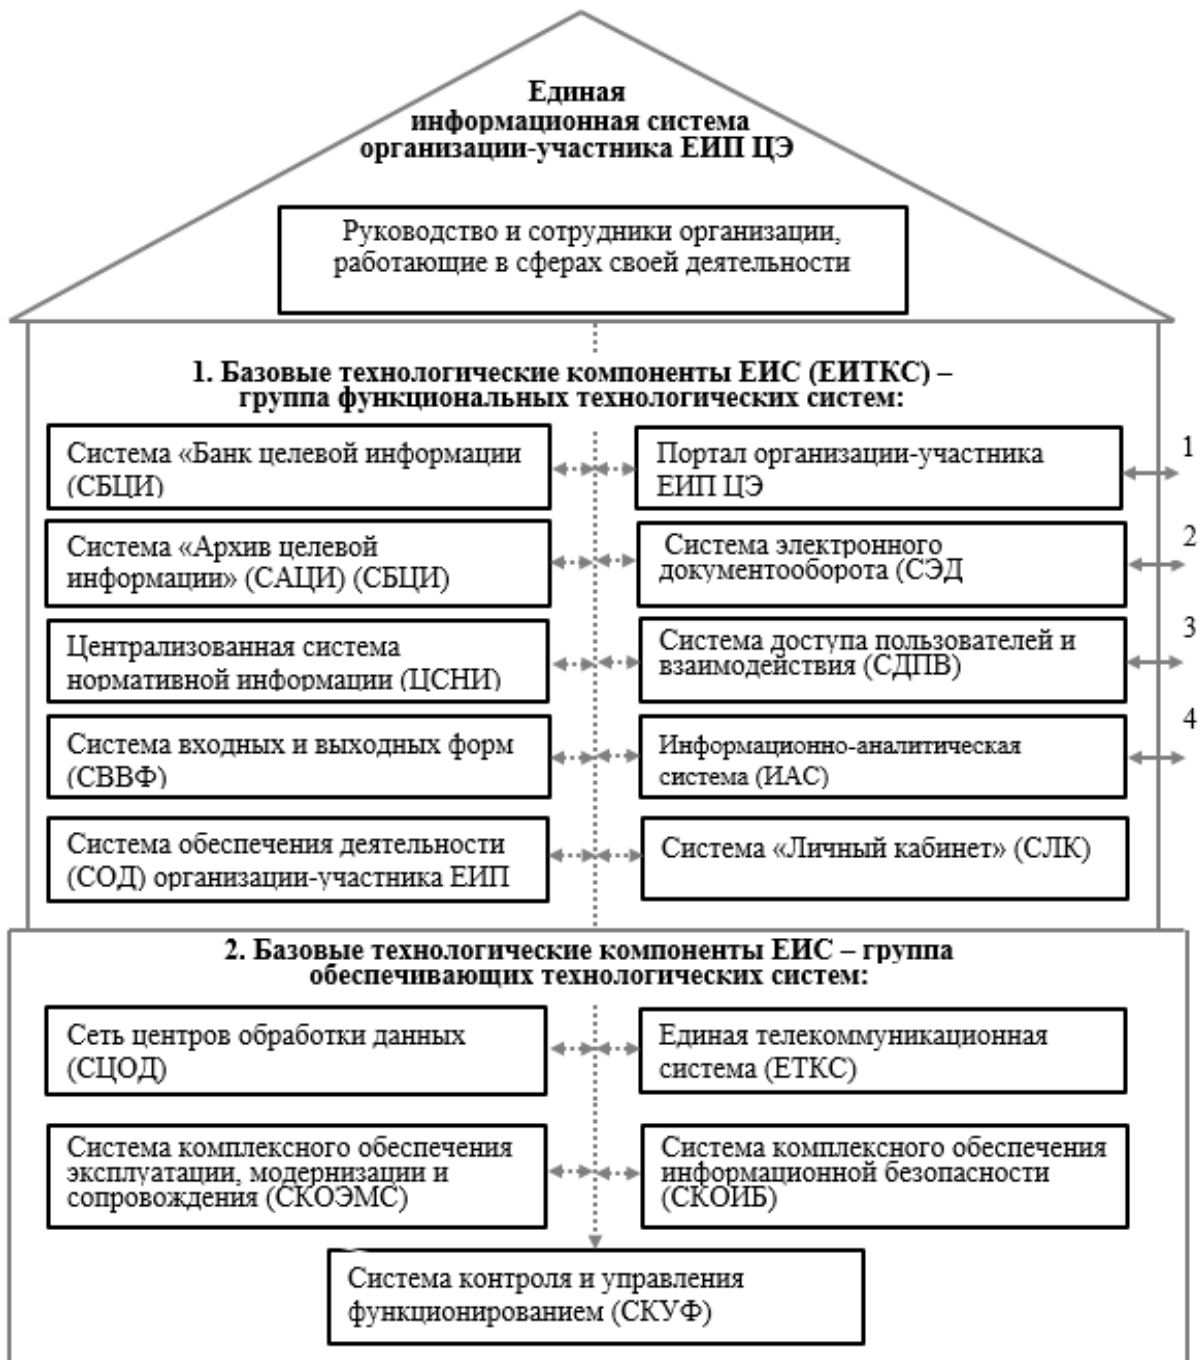 Единая
информационная система
организации-участника ЕИП ЦЭ
Руководство и сотрудники организации,
работающие в сферах своей деятельности
1. Базовые технологические компоненты ЕИС (ЕИТКС) –
группа функциональных технологических систем:
Система «Банк целевой информации
(СБЦИ)
Портал организации-участника
ЕИП ЦЭ
1
Система «Архив целевой
информации» (САЦИ) (СБЦИ)
Система электронного
документооборота (СЭД
2
Централизованная система
нормативной информации (ЦСНИ)
Система доступа пользователей и
взаимодействия (СДПВ)
3
Система входных и выходных форм
(СВВФ)
Информационно-аналитическая
система (ИАС)
4
Система обеспечения деятельности
(СОД) организации-участника ЕИП
Система «Личный кабинет» (СЛК)
2. Базовые технологические компоненты ЕИС – группа
обеспечивающих технологических систем:
Сеть центров обработки данных
(СЦОД)
Единая телекоммуникационная
система (ЕТКС)
Система комплексного обеспечения
эксплуатации, модернизации и
сопровождения (СКОЭМС)
Система комплексного обеспечения
информационной безопасности
(СКОИБ)
Система контроля и управления
функционированием (СКУФ)